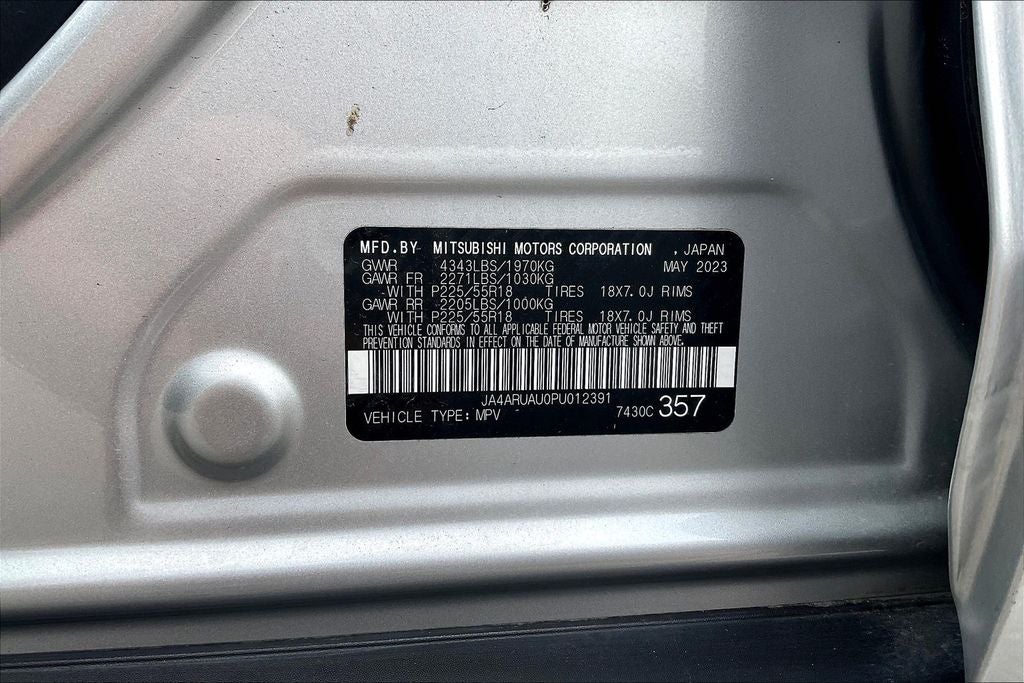 MFD.BY MITSUBISHI MOTORS CORPORATION , JAPAN
GVWR 4343LBS/1970KG MAY 2023
GAWR FR 2271LBS/1030KG
WITH P225/55R18 TIRES 18X7.0J RIMS
GAWR RR 2205LBS/1000KG
WITH P225/55R18 TIRES 18X7.0J RIMS
THIS VEHICLE CONFORMS TO ALL APPLICABLE FEDERAL MOTOR VEHICLE SAFETY AND THEFT
PREVENTION STANDARDS IN EFFECT ON THE DATE OF MANUFACTURE SHOWN ABOVE.
JA4ARUAU0PU012391
VEHICLE TYPE: MPV 7430C 357